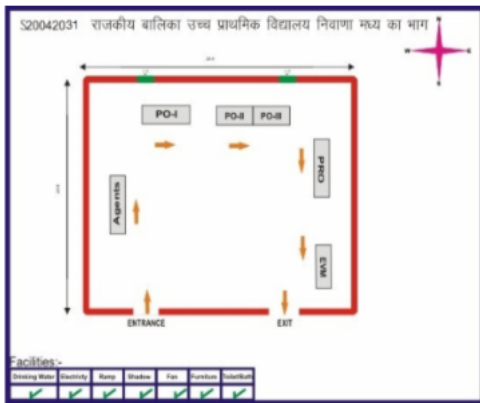 S20042031 राजकीय बालिका उच्च प्राथमिक विद्यालय निवाणा मध्य का भाग
N
W E
S
PO-I PO-II PO-III
PRO
Agents
EVM
ENTRANCE EXIT
Facilities:-
Drinking Water Electricity Ramp Shadow Fan Furniture Toilet/Bath